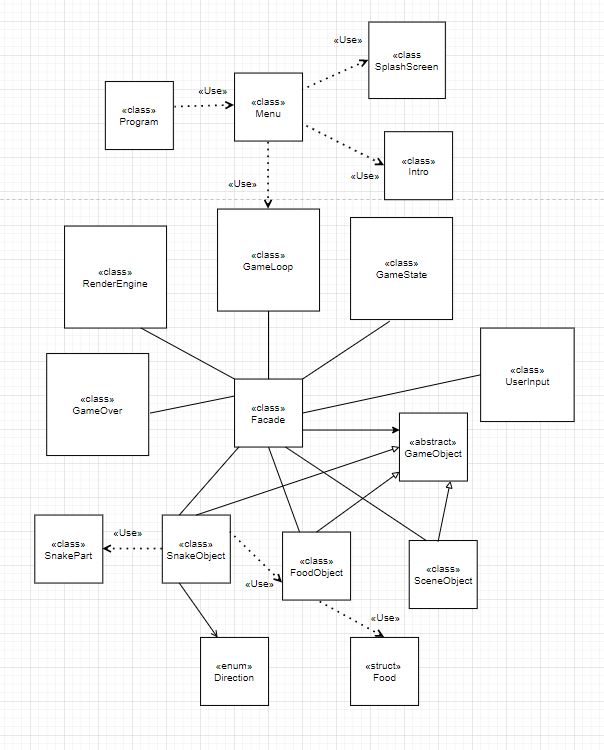 «Use»
«class
SplashScreen
«Use»
«class»
Program
«class»
Menu
«Use»
«class»
Intro
«Use»
«class»
GameLoop
«class»
RenderEngine
«class»
GameState
«class»
GameOver
«class»
UserInput
«class»
Facade
«abstract»
GameObject
«class»
SnakePart
«Use»
«class»
SnakeObject
«Use»
«class»
FoodObject
«class»
SceneObject
«Use»
«enum»
Direction
«struct»
Food